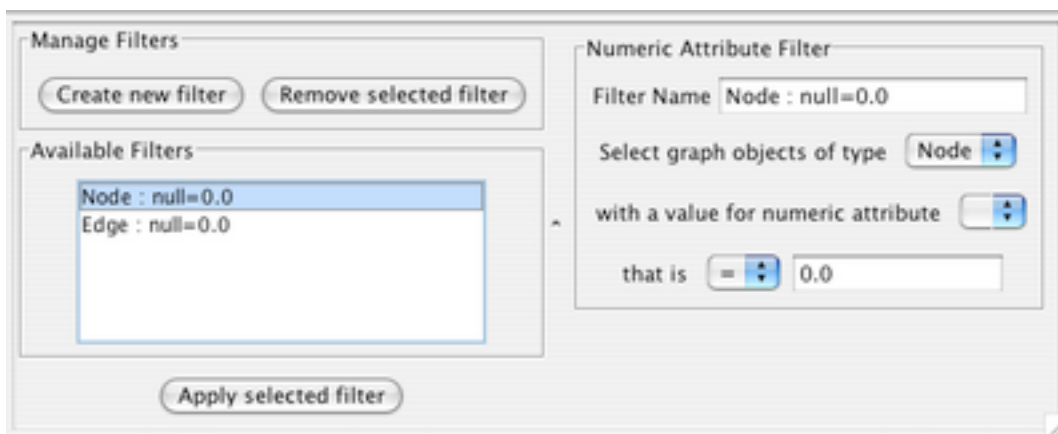 Manage Filters
Create new filter
Remove selected filter
Available Filters
Node : null=0.0
Edge : null=0.0
Apply selected filter
Numeric Attribute Filter
Filter Name Node : null=0.0
Select graph objects of type Node
with a value for numeric attribute
that is = 0.0